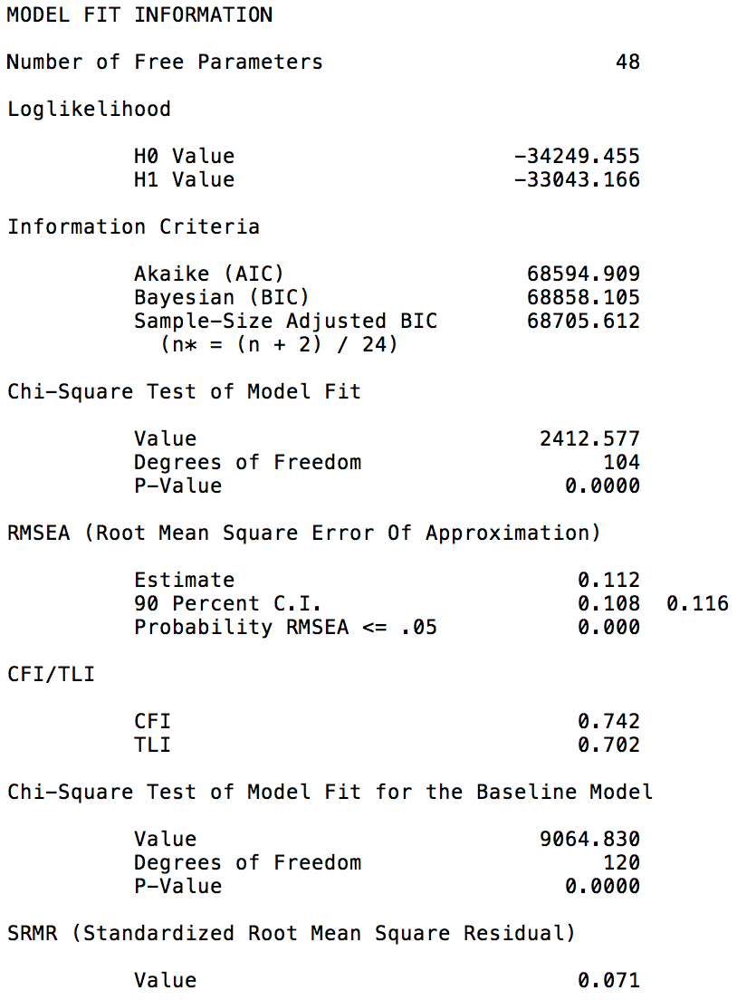 MODEL FIT INFORMATION
Number of Free Parameters 48
Loglikelihood
H0 Value -34249.455
H1 Value -33043.166
Information Criteria
Akaike (AIC) 68594.909
Bayesian (BIC) 68858.105
Sample-Size Adjusted BIC 68705.612
(n* = (n + 2) / 24)
Chi-Square Test of Model Fit
Value 2412.577
Degrees of Freedom 104
P-Value 0.0000
RMSEA (Root Mean Square Error Of Approximation)
Estimate 0.112
90 Percent C.I. 0.108 0.116
Probability RMSEA <= .05 0.000
CFI/TLI
CFI 0.742
TLI 0.702
Chi-Square Test of Model Fit for the Baseline Model
Value 9064.830
Degrees of Freedom 120
P-Value 0.0000
SRMR (Standardized Root Mean Square Residual)
Value 0.071